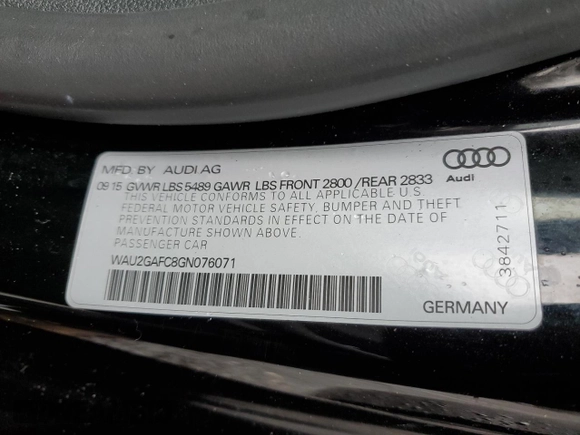 MFD. BY AUDI AG
08 15 GVWR LBS 5489 GAWR LBS FRONT 2800 /REAR 2833
THIS VEHICLE CONFORMS TO ALL APPLICABLE U.S.
FEDERAL MOTOR VEHICLE SAFETY, BUMPER AND THEFT
PREVENTION STANDARDS IN EFFECT ON THE DATE OF
MANUFACTURE SHOWN ABOVE.
PASSENGER CAR
WAU2GAFC8GN076071
GERMANY
Audi
3842711